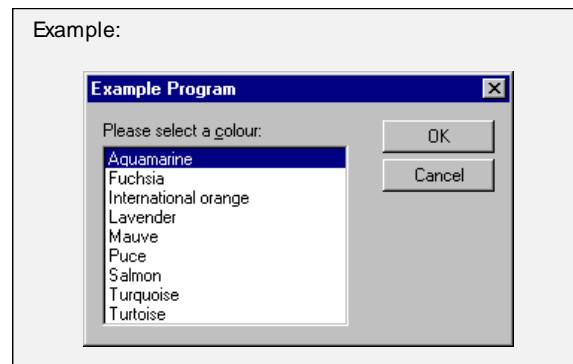 Example:
Example Program
Please select a colour:
OK
Cancel
Aquamarine
Fuchsia
International orange
Lavender
Mauve
Puce
Salmon
Turquoise
Turtoise